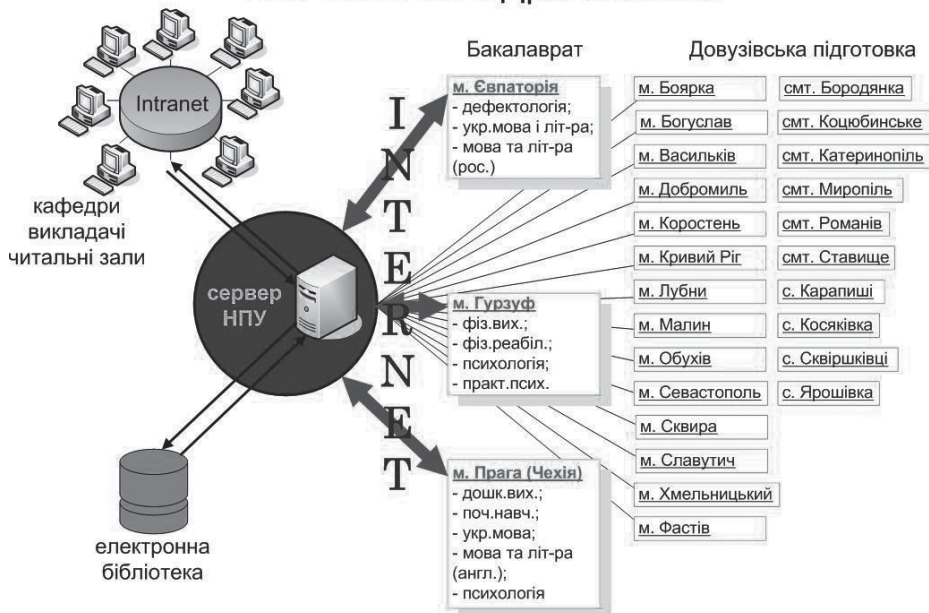 Intranet
кафедри
викладачі
читальні зали
сервер
НПУ
електронна
бібліотека
INTERNET
Бакалаврат
м. Євпаторія
- дефектологія;
- укр.мова і літ-ра;
- мова та літ-ра
(рос.)
м. Гурзуф
- фіз.вих.;
- фіз.реабіл.;
- психологія;
- практ.псих.
м. Прага (Чехія)
- дошк.вих.;
- поч.навч.;
- укр.мова;
- мова та літ-ра
(англ.);
- психологія
Довузівська підготовка
м. Боярка
м. Богуслав
м. Васильків
м. Добромиль
м. Коростень
м. Кривий Ріг
м. Лубни
м. Малин
м. Обухів
м. Севастополь
м. Сквира
м. Славутич
м. Хмельницький
м. Фастів
смт. Бородянка
смт. Коцюбинське
смт. Катеринопіль
смт. Миропіль
смт. Романів
смт. Ставище
с. Карапиші
с. Косяківка
с. Сквіршківці
с. Ярошівка